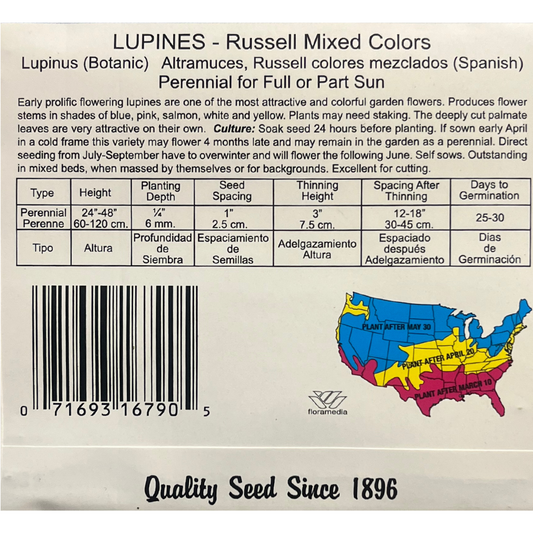 LUPINES - Russell Mixed Colors
Lupinus (Botanic) Altramuces, Russell colores mezclados (Spanish)
Perennial for Full or Part Sun
Early prolific flowering lupines are one of the most attractive and colorful garden flowers. Produces flower
stems in shades of blue, pink, salmon, white and yellow. Plants may need staking. The deeply cut palmate
leaves are very attractive on their own. Culture: Soak seed 24 hours before planting. If sown early April
in a cold frame this variety may flower 4 months late and may remain in the garden as a perennial. Direct
seeding from July-September have to overwinter and will flower the following June. Self sows. Outstanding
in mixed beds, when massed by themselves or for backgrounds. Excellent for cutting.
Type Height Planting Depth Seed Spacing Thinning Height Spacing After Thinning Days to Germination
Perennial Perenne 24"-48" 60-120 cm. ¼" 6 mm. 1" 2.5 cm. 3" 7.5 cm. 12-18" 30-45 cm. 25-30
Tipo Altura Profundidad de Siembra Espaciamiento de Semillas Adelgazamiento Altura Espaciado después Adelgazamiento Dias de Germinación
PLANT AFTER MAY 30
PLANT AFTER APRIL 20
PLANT AFTER MARCH 10
floramedia
0 71693 16790 5
Quality Seed Since 1896